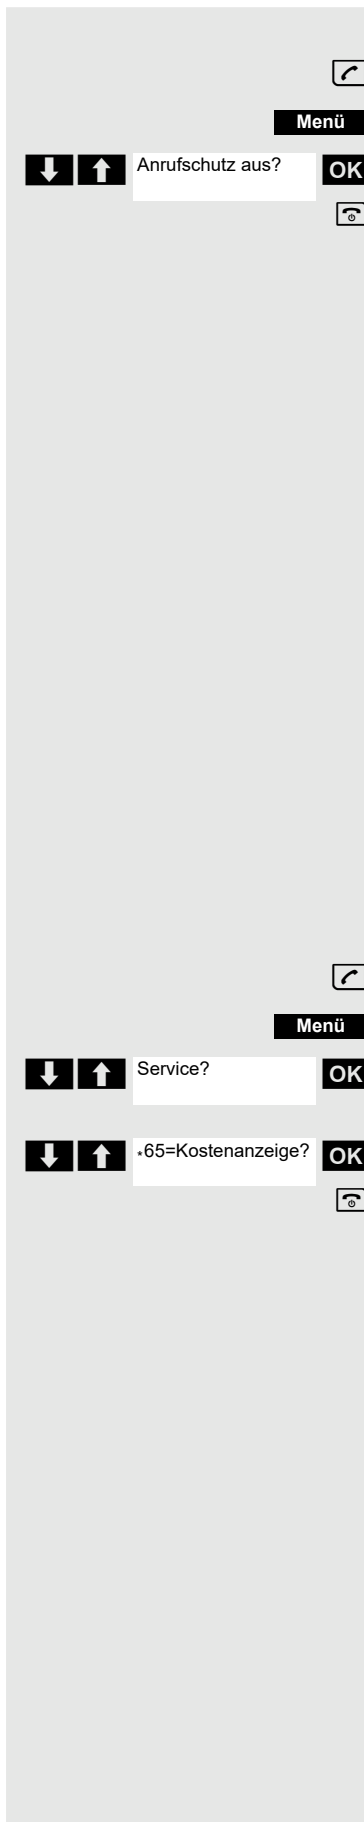 Menü
Anrufschutz aus? OK
Menü
Service? OK
*65=Kostenanzeige? OK